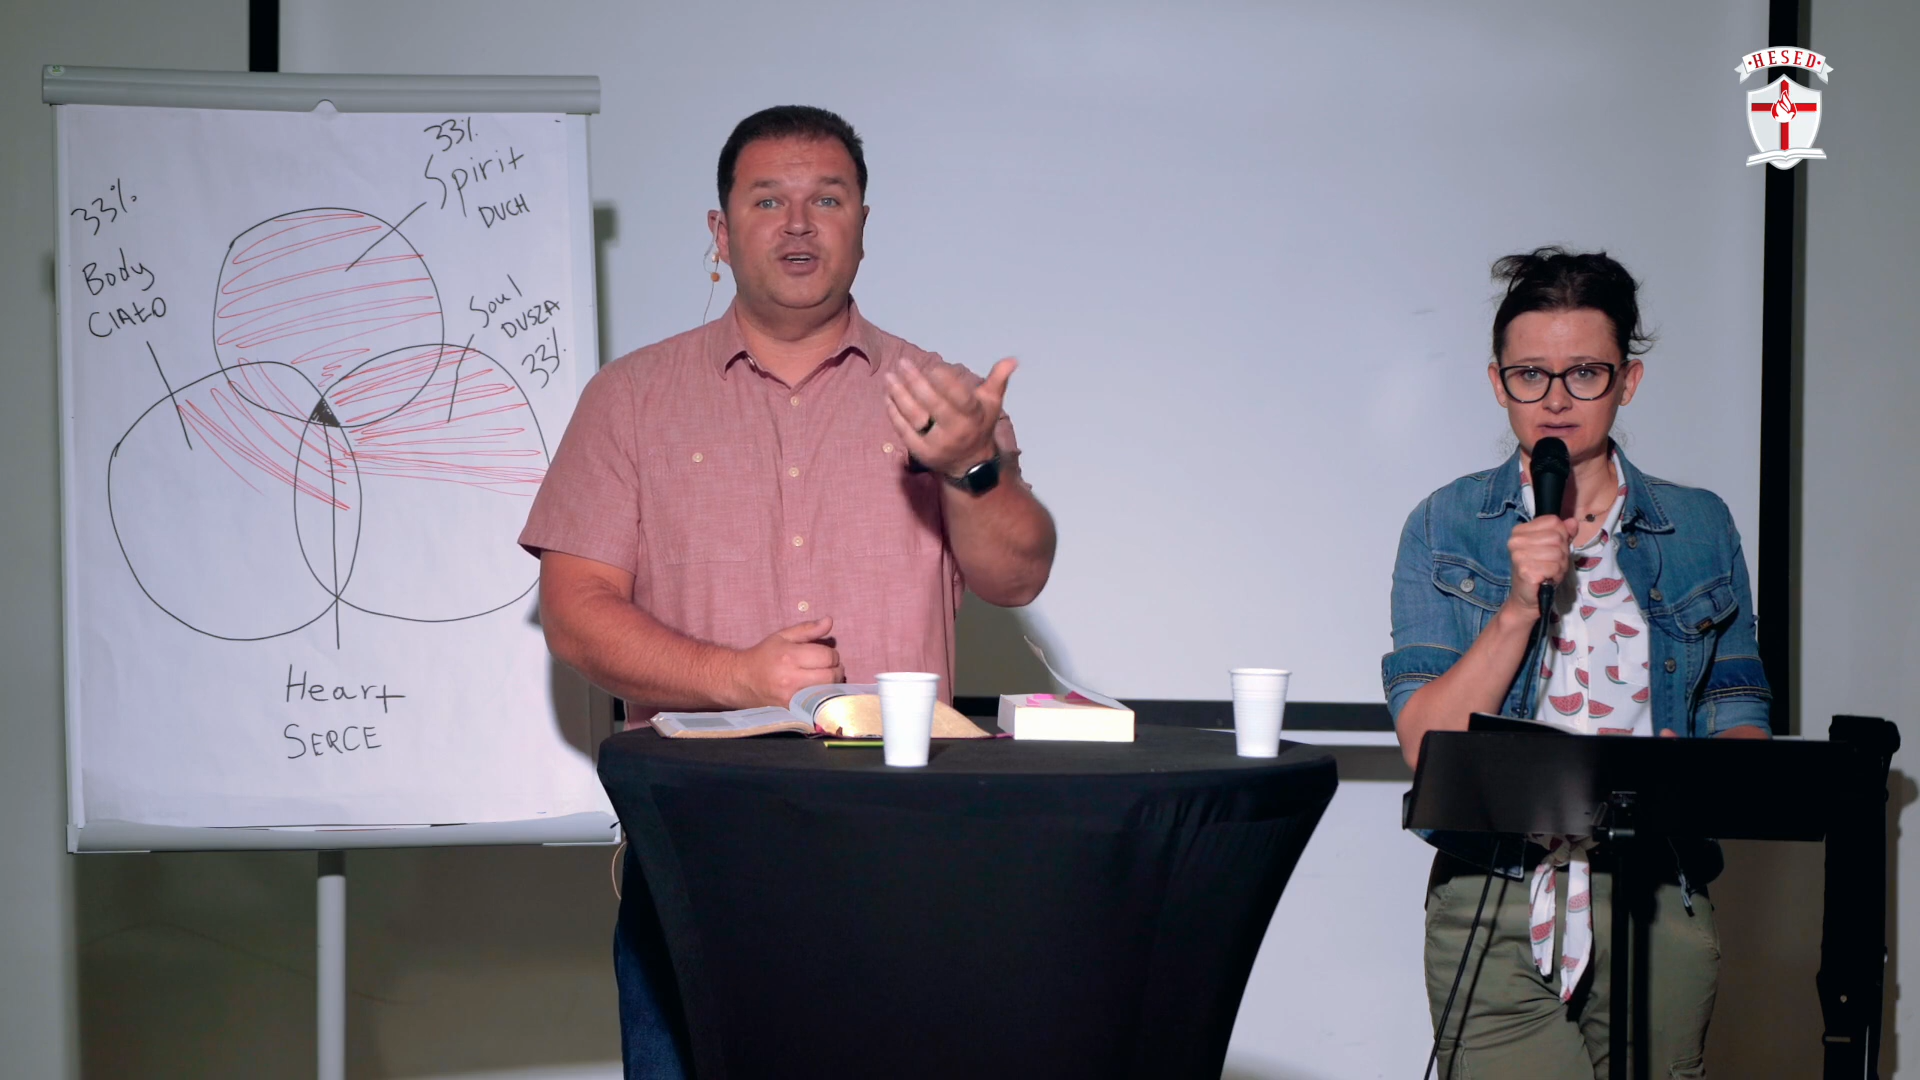 33%
Spirit
DUCH
33%
Body
CIAŁO
Soul
DUSZA
33%
Heart
SERCE
HESED